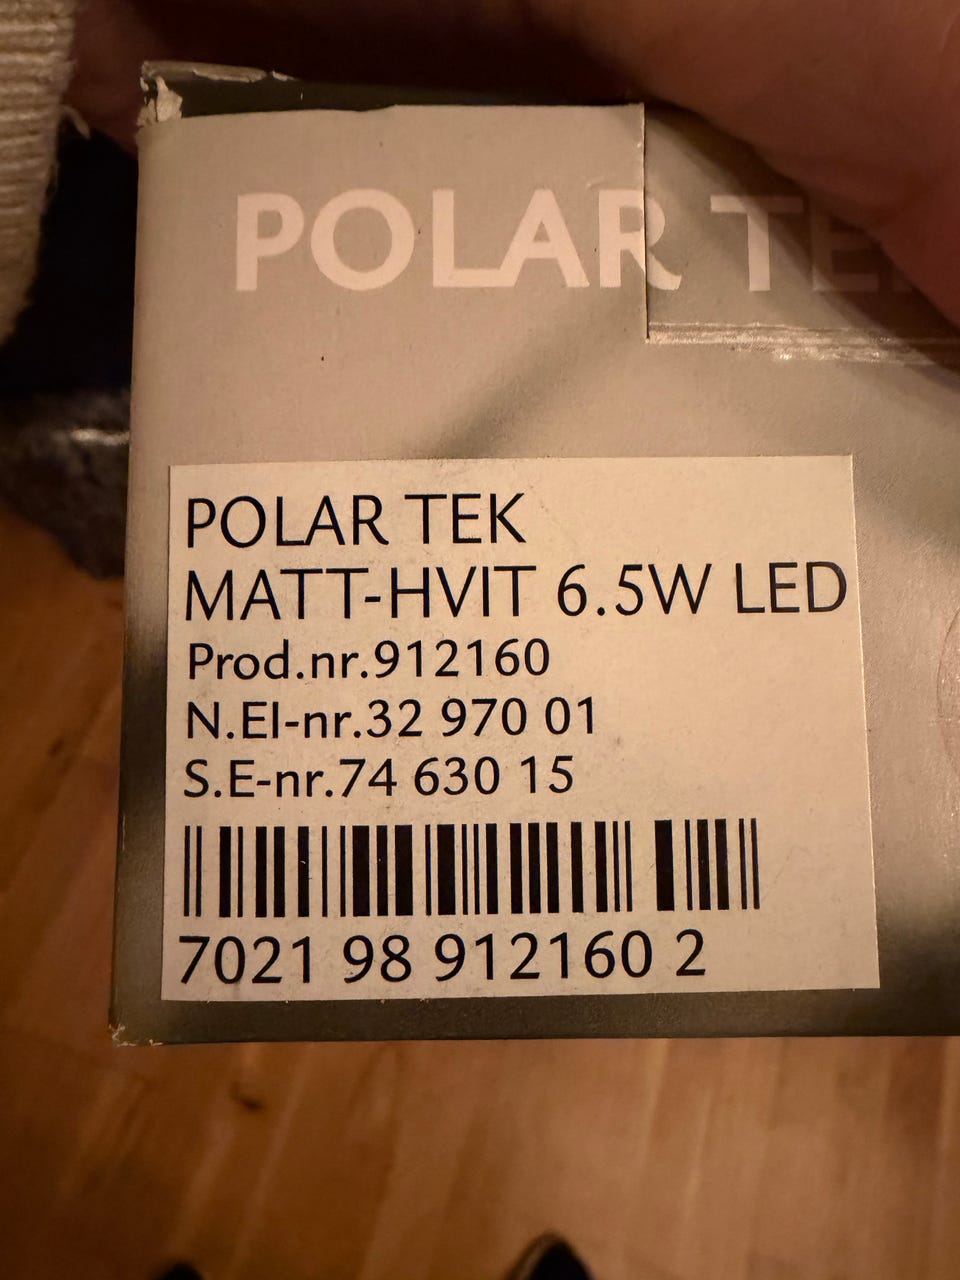 POLAR TEK
POLAR TEK
MATT-HVIT 6.5W LED
Prod.nr.912160
N.El-nr.32 970 01
S.E-nr.74 630 15
7021 98 912160 2